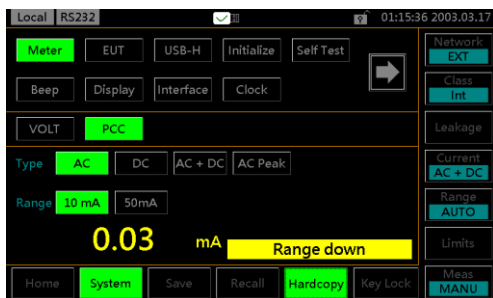 Local RS232 01:15:36 2003.03.17
Meter EUT USB-H Initialize Self Test
Beep Display Interface Clock
VOLT PCC
Type AC DC AC + DC AC Peak
Range 10 mA 50mA
0.03 mA Range down
Home System Save Recall Hardcopy Key Lock
Network
EXT
Class
Int
Leakage
Current
AC + DC
Range
AUTO
Limits
Meas
MANU